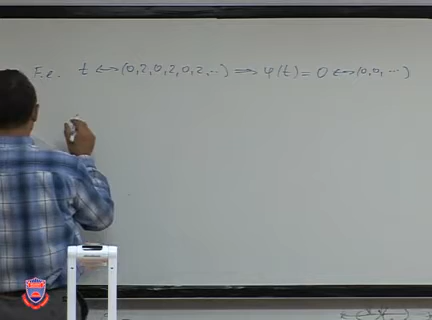 F.e. t ⟷ (0,2,0,2,0,2,...) ⟹ φ(t) = 0 ⟷ (0,0,...)